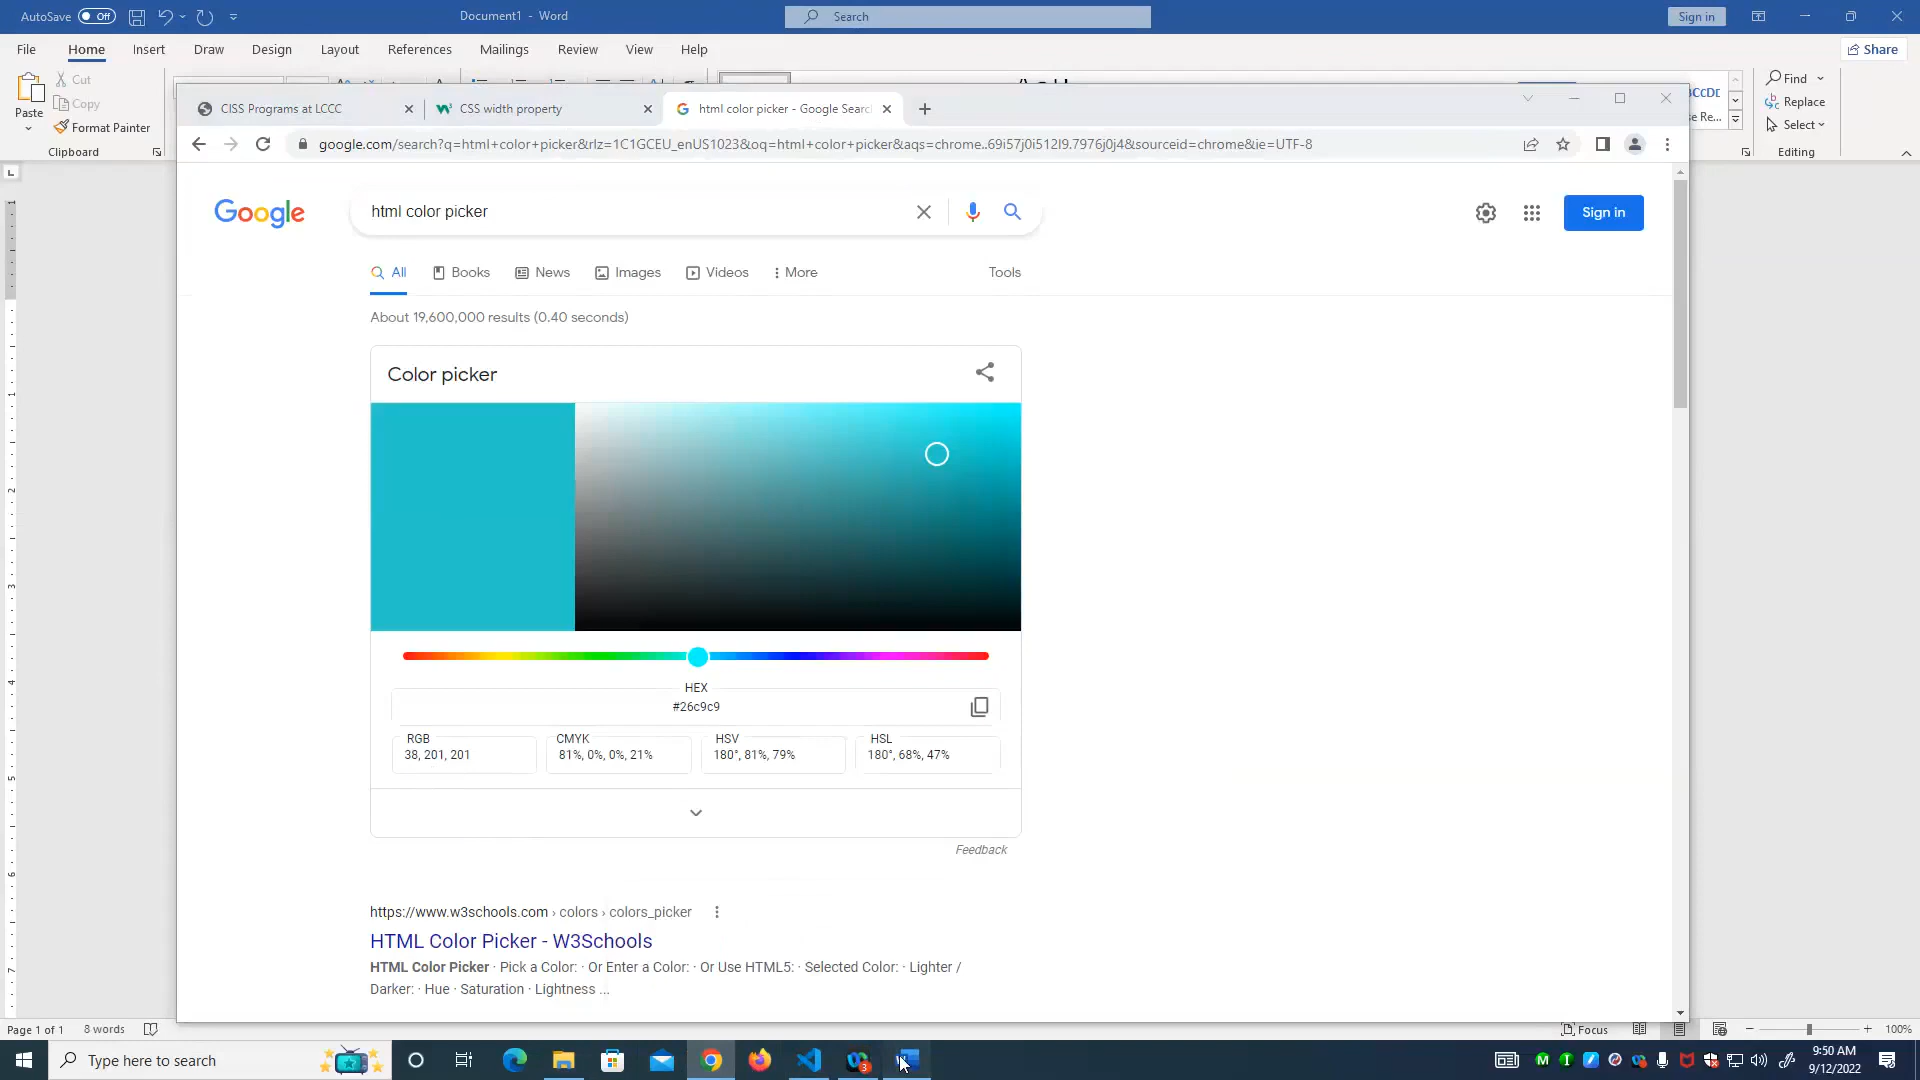 AutoSave Off Document1 - Word Search Sign in
File Home Insert Draw Design Layout References Mailings Review View Help Share
Paste Cut Copy Format Painter Clipboard
Find Replace Select Editing
CISS Programs at LCCC CSS width property html color picker - Google Searc
google.com/search?q=html+color+picker&rlz=1C1GCEU_enUS1023&oq=html+color+picker&aqs=chrome..69i57j0i512l9.7976j0j4&sourceid=chrome&ie=UTF-8
Google html color picker Sign in
All Books News Images Videos More Tools
About 19,600,000 results (0.40 seconds)
Color picker
HEX
#26c9c9
RGB CMYK HSV HSL
38, 201, 201 81%, 0%, 0%, 21% 180°, 81%, 79% 180°, 68%, 47%
Feedback
https://www.w3schools.com › colors › colors_picker
HTML Color Picker - W3Schools
HTML Color Picker · Pick a Color: · Or Enter a Color: · Or Use HTML5: · Selected Color: · Lighter /
Darker: · Hue · Saturation · Lightness ...
Page 1 of 1 8 words Focus 100%
Type here to search 9:50 AM
9/12/2022